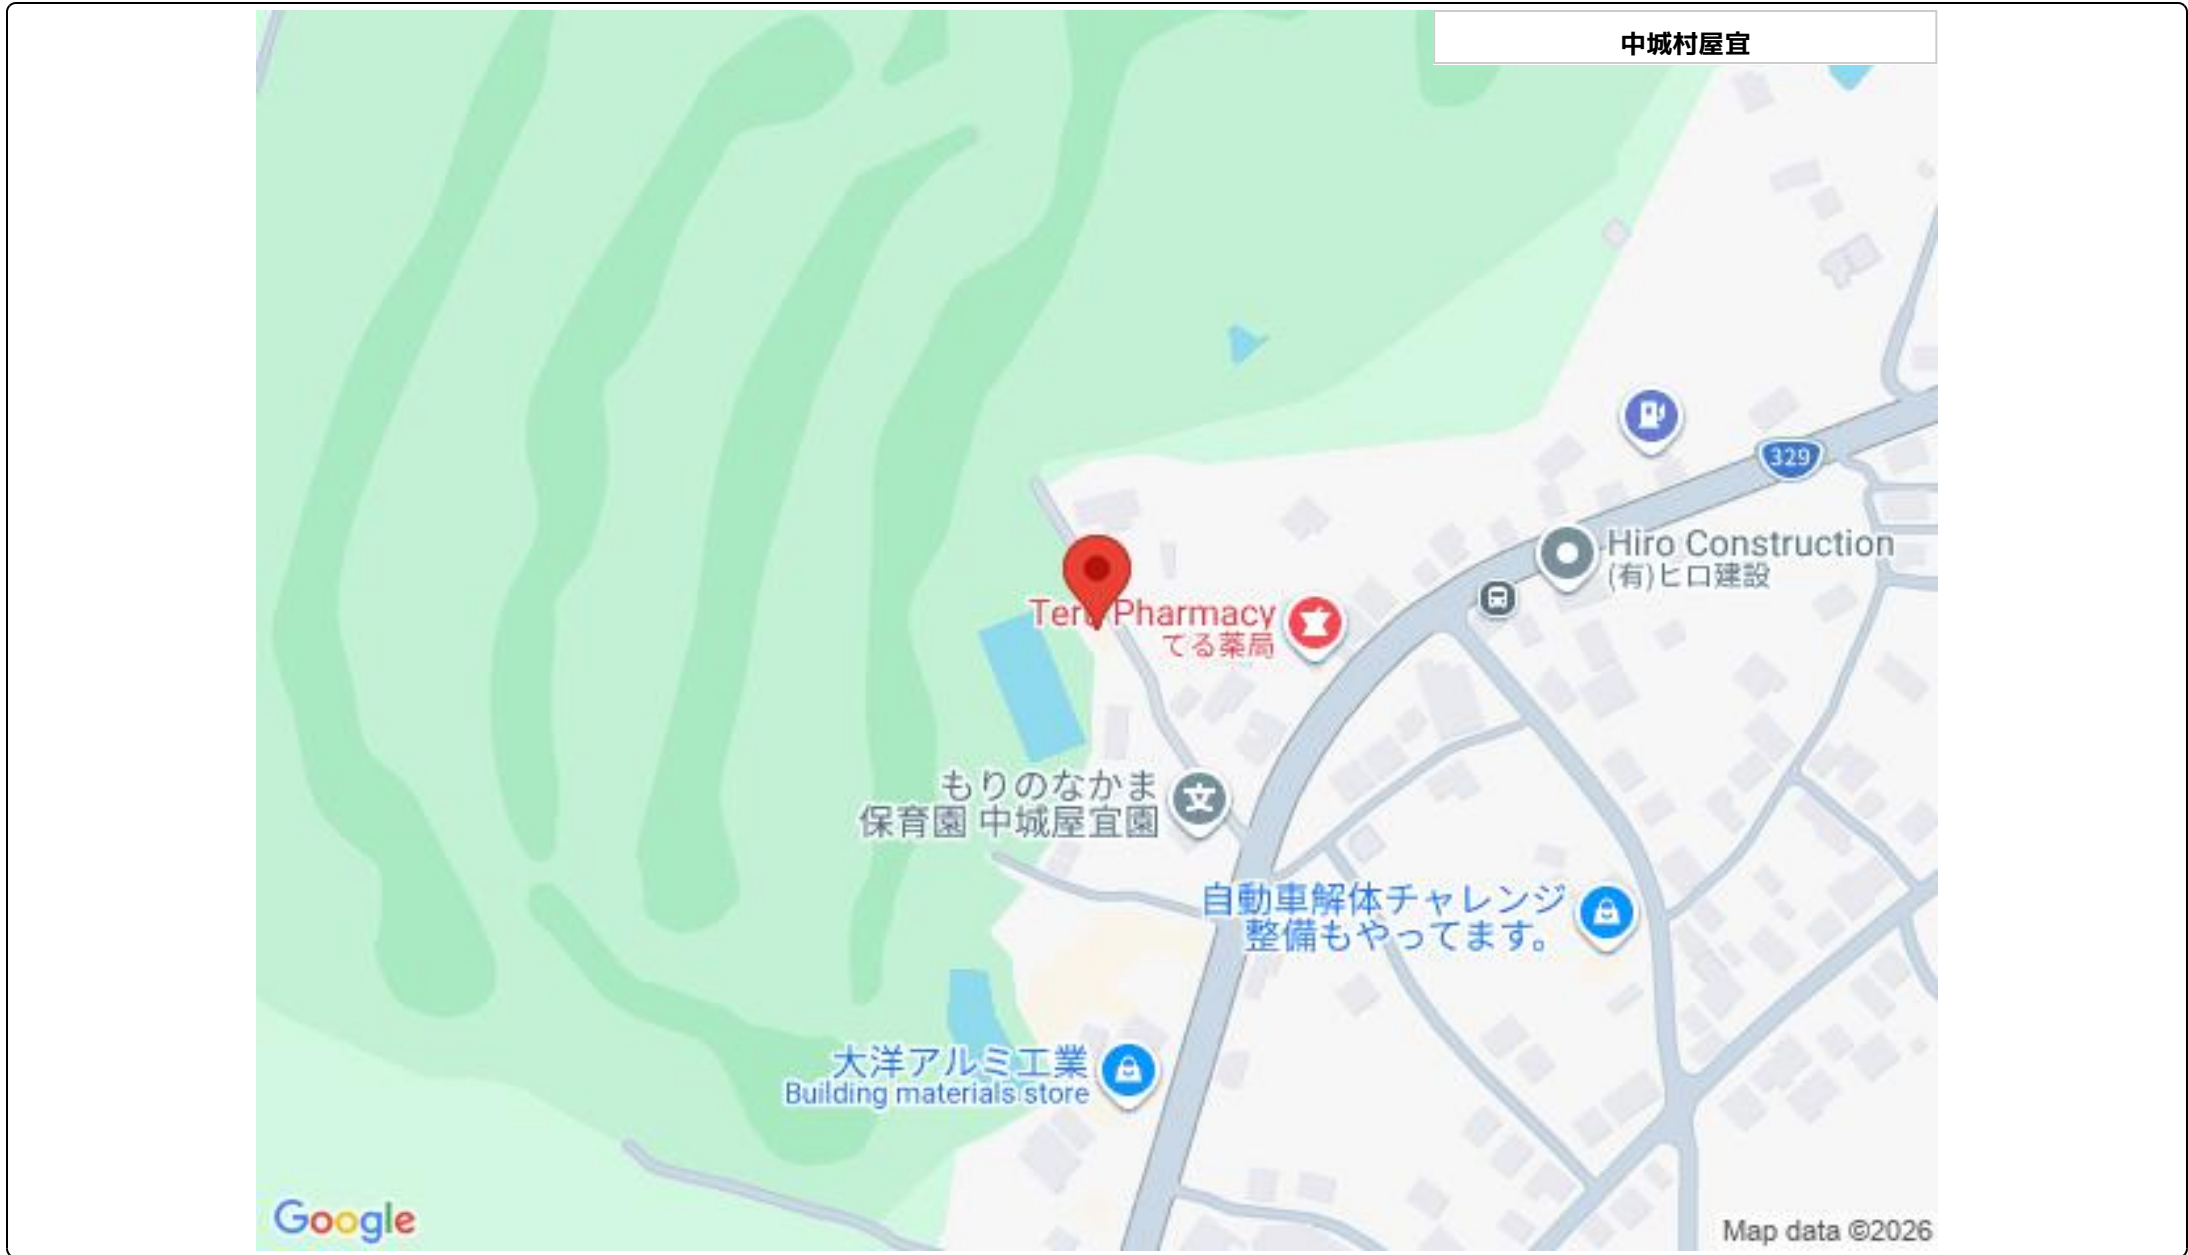 中城村屋宜
329
Hiro Construction
(有)ヒロ建設
Teru Pharmacy
てる薬局
もりのなかま
保育園 中城屋宜園
自動車解体チャレンジ
整備もやってます。
大洋アルミ工業
Building materials store
Google
Map data ©2026